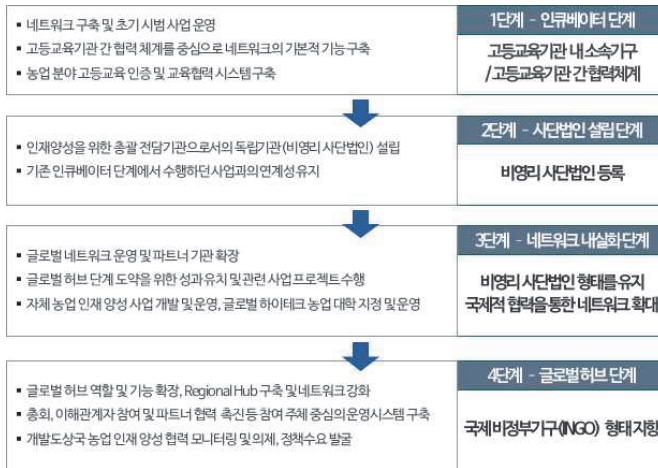 ▪ 네트워크 구축 및 초기 시범 사업 운영
▪ 고등교육기관 간 협력 체계를 중심으로 네트워크의 기본적 기능 구축
▪ 농업 분야 고등교육 인증 및 교육협력 시스템 구축
1단계 - 인큐베이터 단계
고등교육기관 내 소속기구
/고등교육기관 간 협력체계
▪ 인재양성을 위한 총괄 전담기관으로서의 독립기관(비영리 사단법인) 설립
▪ 기존 인큐베이터 단계에서 수행하던 사업과의 연계성 유지
2단계 - 사단법인 설립 단계
비영리 사단법인 등록
▪ 글로벌 네트워크 운영 및 파트너 기관 확장
▪ 글로벌 허브 단계 도약을 위한 성과 유치 및 관련 사업 프로젝트 수행
▪ 자체 농업 인재 양성 사업 개발 및 운영, 글로벌 하이테크 농업 대학 지정 및 운영
3단계 - 네트워크 내실화 단계
비영리 사단법인 형태를 유지
국제적 협력을 통한 네트워크 확대
▪ 글로벌 허브 역할 및 기능 확장, Regional Hub 구축 및 네트워크 강화
▪ 총회, 이해관계자 참여 및 파트너 협력 촉진 등 참여 주체 중심의 운영시스템 구축
▪ 개발도상국 농업 인재 양성 협력 모니터링 및 의제, 정책수요 발굴
4단계 - 글로벌 허브 단계
국제 비정부기구(INGO) 형태 지향